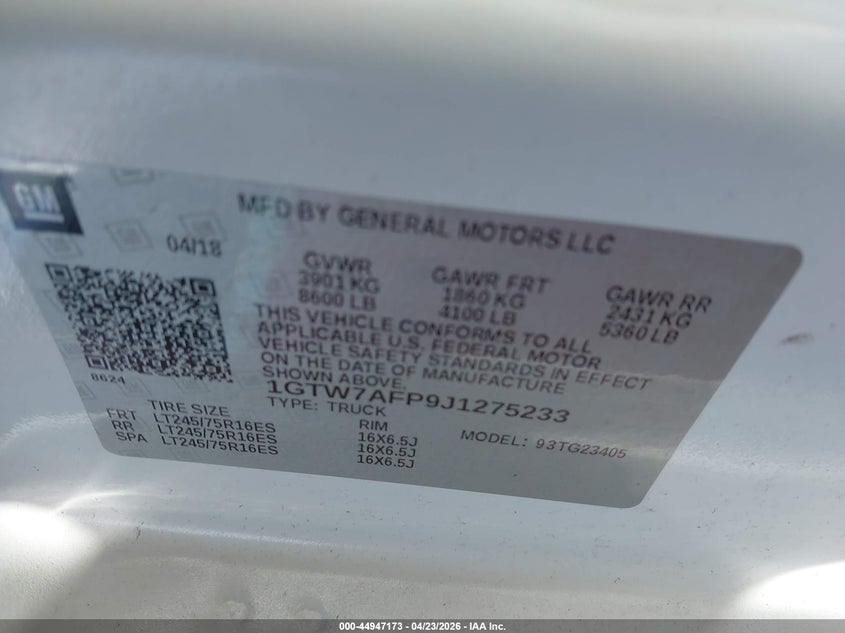 GM
MFD BY GENERAL MOTORS LLC
04/18
GVWR GAWR FRT GAWR RR
3901 KG 1860 KG 2431 KG
8600 LB 4100 LB 5360 LB
THIS VEHICLE CONFORMS TO ALL
APPLICABLE U.S. FEDERAL MOTOR
VEHICLE SAFETY STANDARDS IN EFFECT
ON THE DATE OF MANUFACTURE
SHOWN ABOVE.
8624
1GTW7AFP9J1275233
TYPE: TRUCK
MODEL: 93TG23405
TIRE SIZE RIM
FRT LT245/75R16ES 16X6.5J
RR LT245/75R16ES 16X6.5J
SPA LT245/75R16ES 16X6.5J
000-44947173 | 04/23/2026 - IAA Inc.